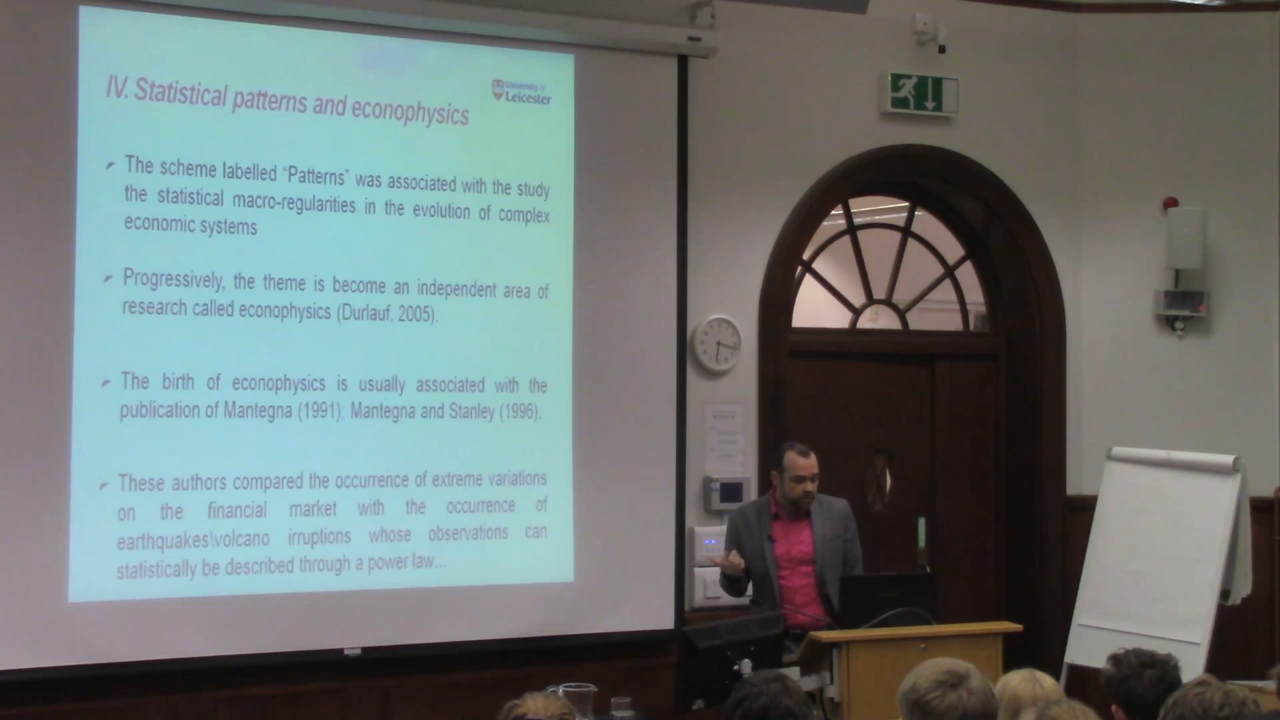 IV. Statistical patterns and econophysics
University of
Leicester
The scheme labelled "Patterns" was associated with the study
the statistical macro-regularities in the evolution of complex
economic systems
Progressively, the theme is become an independent area of
research called econophysics (Durlauf, 2005).
The birth of econophysics is usually associated with the
publication of Mantegna (1991); Mantegna and Stanley (1996).
These authors compared the occurrence of extreme variations
on the financial market with the occurrence of
earthquakes\volcano irruptions whose observations can
statistically be described through a power law...